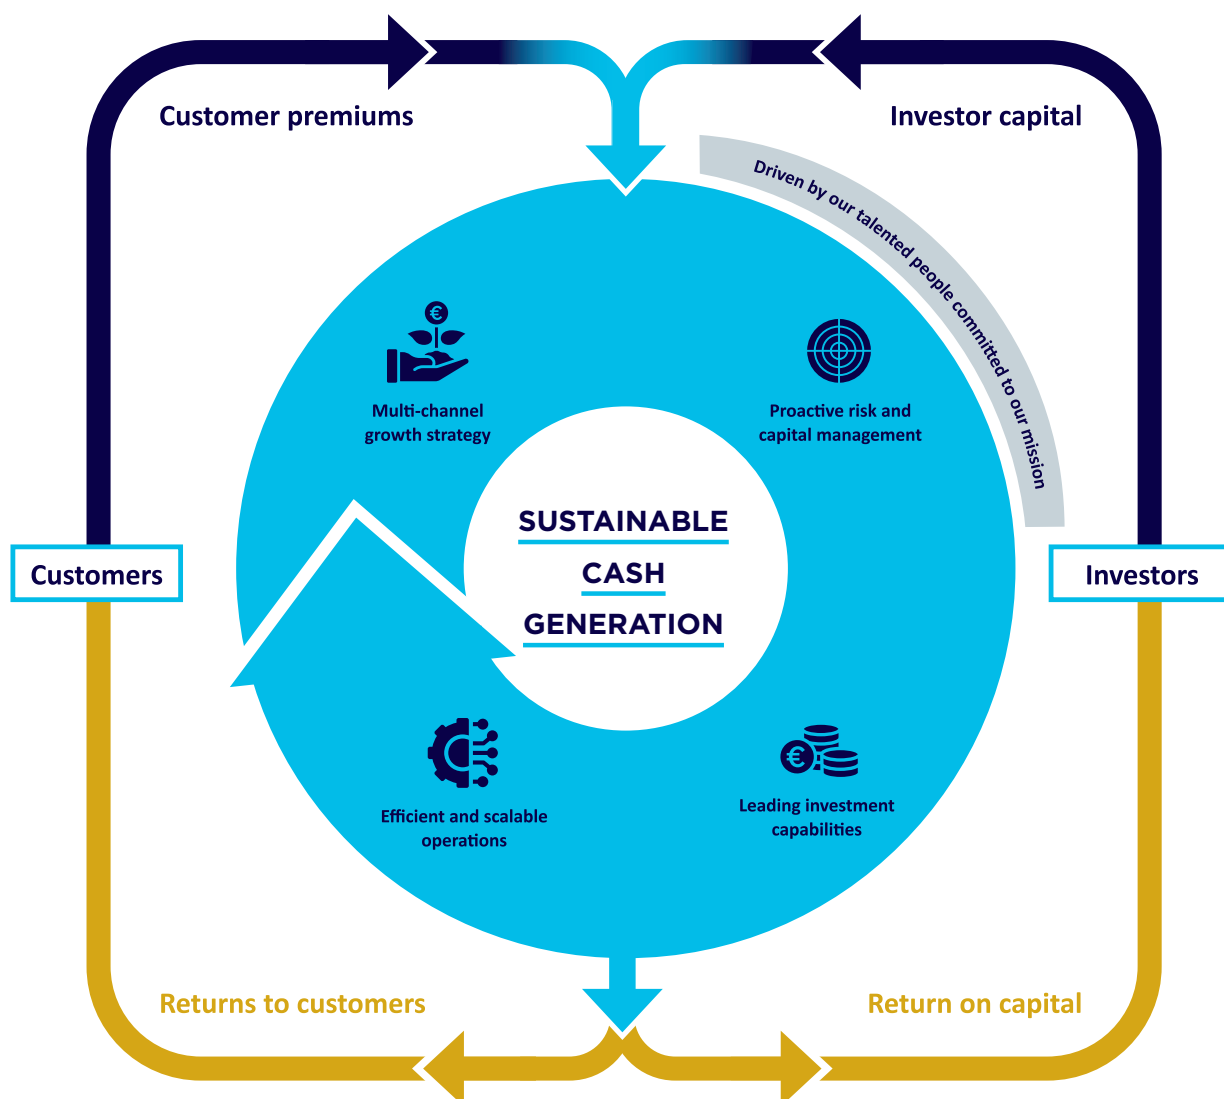 Customer premiums
Investor capital
Driven by our talented people committed to our mission
€
Multi-channel
growth strategy
Proactive risk and
capital management
SUSTAINABLE
CASH
GENERATION
Customers
Investors
Efficient and scalable
operations
€
Leading investment
capabilities
Returns to customers
Return on capital